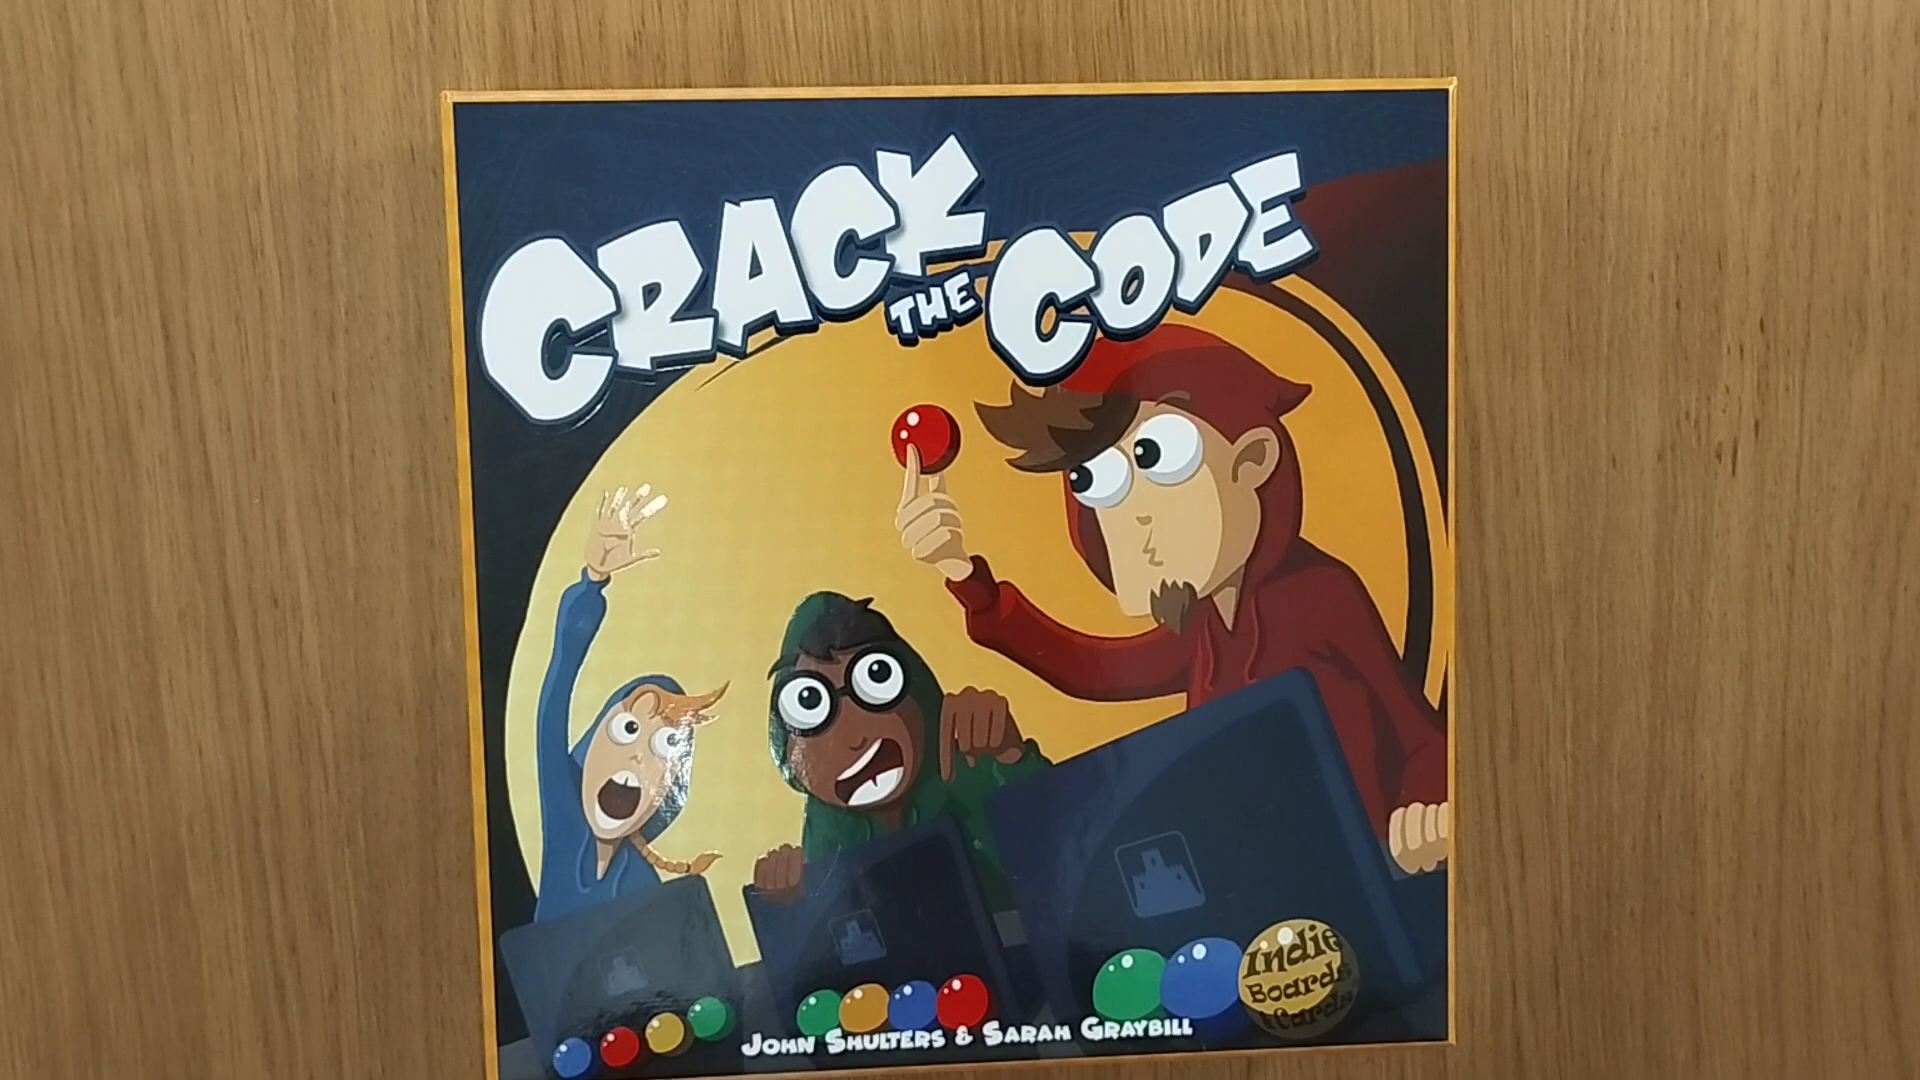 CRACK
THE CODE
JOHN SHULTERS & SARAH GRAYBILL
Indie
Boards
& Cards